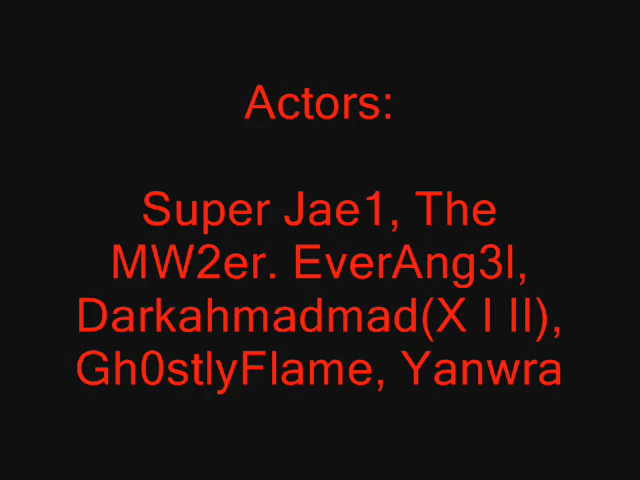 Actors:
Super Jae1, The
MW2er. EverAng3l,
Darkahmadmad(X I II),
Gh0stlyFlame, Yanwra